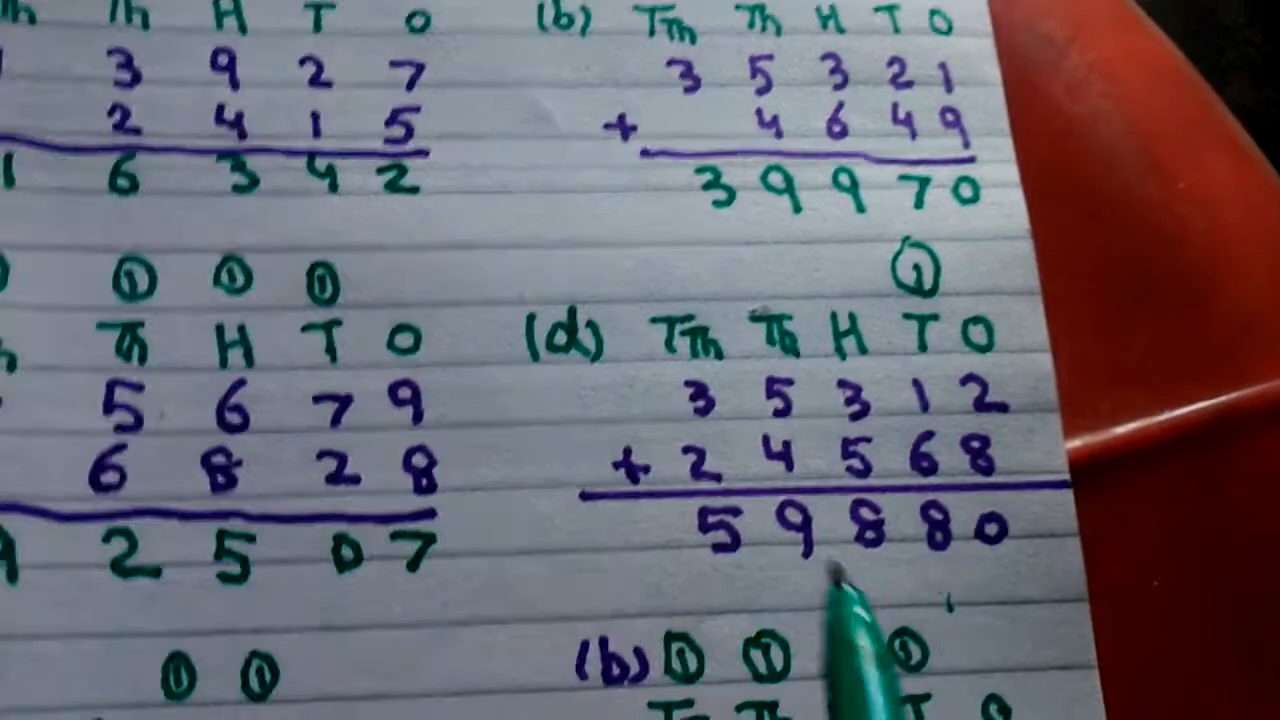 Th H T O
3 9 2 7
2 4 1 5
1 6 3 4 2
(b) TTh Th H T O
3 5 3 2 1
+ 4 6 4 9
3 9 9 7 0
① ① ①
Th H T O
5 6 7 9
6 8 2 8
2 5 0 7
①
(d) TTh Th H T O
3 5 3 1 2
+ 2 4 5 6 8
5 9 8 8 0
① ①
(b) ① ① ①
T O